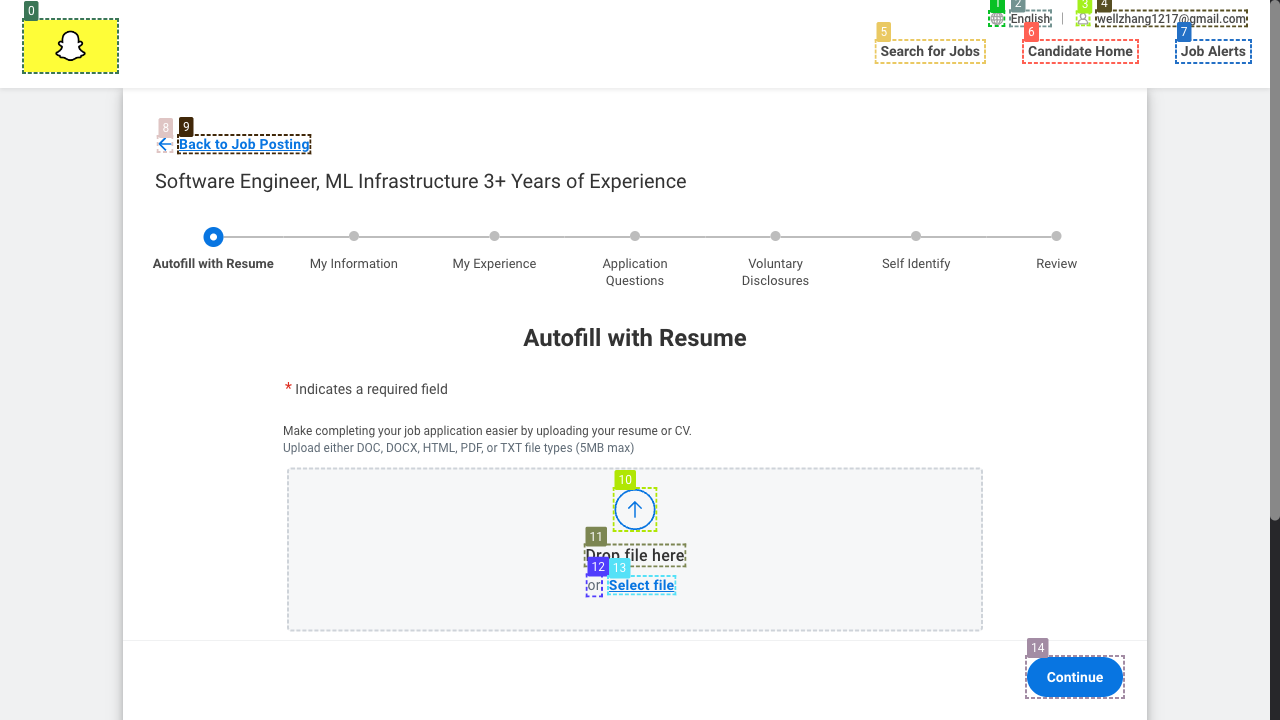 0
1
2
3
4
English
wellzhang1217@gmail.com
5
6
7
Search for Jobs
Candidate Home
Job Alerts
8
9
Back to Job Posting
Software Engineer, ML Infrastructure 3+ Years of Experience
Autofill with Resume
My Information
My Experience
Application Questions
Voluntary Disclosures
Self Identify
Review
Autofill with Resume
* Indicates a required field
Make completing your job application easier by uploading your resume or CV.
Upload either DOC, DOCX, HTML, PDF, or TXT file types (5MB max)
10
11
Drop file here
12
13
or
Select file
14
Continue